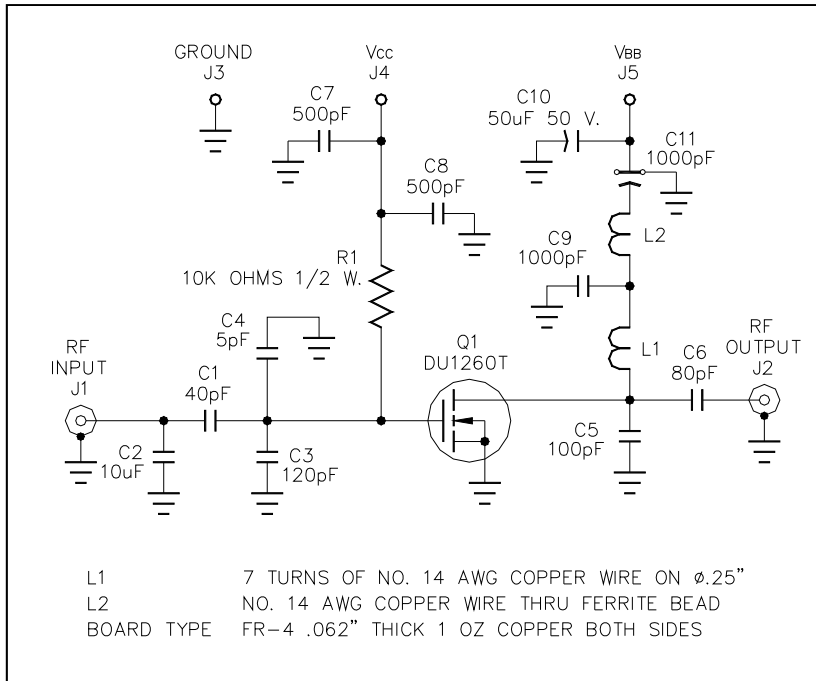 GROUND
J3
Vcc
J4
VBB
J5
C7
500pF
C10
50uF 50 V.
C11
1000pF
C8
500pF
L2
R1
10K OHMS 1/2 W.
C9
1000pF
C4
5pF
RF
INPUT
J1
C1
40pF
Q1
DU1260T
L1
C6
80pF
RF
OUTPUT
J2
C2
10uF
C3
120pF
C5
100pF
L1 7 TURNS OF NO. 14 AWG COPPER WIRE ON ø.25"
L2 NO. 14 AWG COPPER WIRE THRU FERRITE BEAD
BOARD TYPE FR-4 .062" THICK 1 OZ COPPER BOTH SIDES